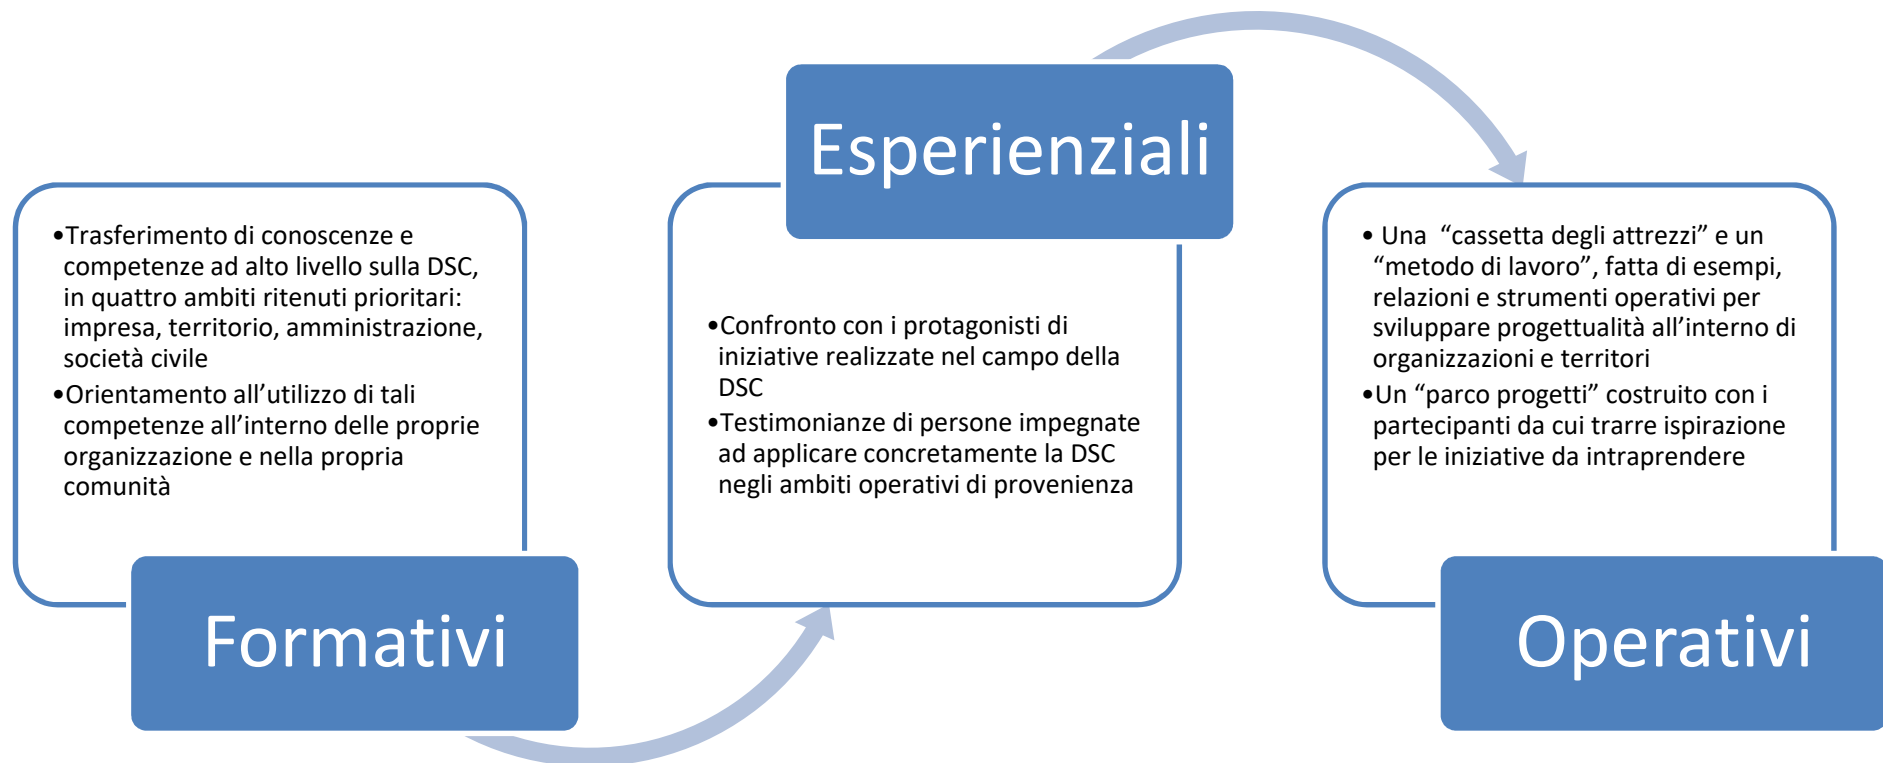 •Trasferimento di conoscenze e
competenze ad alto livello sulla DSC,
in quattro ambiti ritenuti prioritari:
impresa, territorio, amministrazione,
società civile
•Orientamento all’utilizzo di tali
competenze all’interno delle proprie
organizzazione e nella propria
comunità
Formativi
Esperienziali
•Confronto con i protagonisti di
iniziative realizzate nel campo della
DSC
•Testimonianze di persone impegnate
ad applicare concretamente la DSC
negli ambiti operativi di provenienza
• Una “cassetta degli attrezzi” e un
“metodo di lavoro”, fatta di esempi,
relazioni e strumenti operativi per
sviluppare progettualità all’interno di
organizzazioni e territori
•Un “parco progetti” costruito con i
partecipanti da cui trarre ispirazione
per le iniziative da intraprendere
Operativi